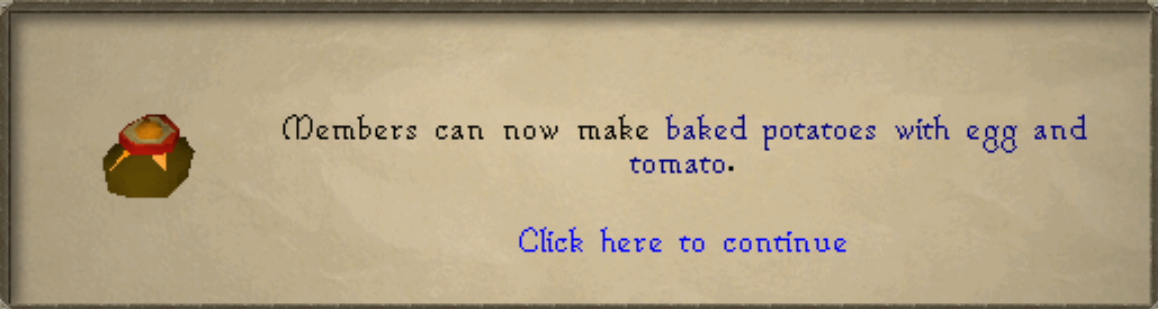 Members can now make baked potatoes with egg and
tomato.
Click here to continue